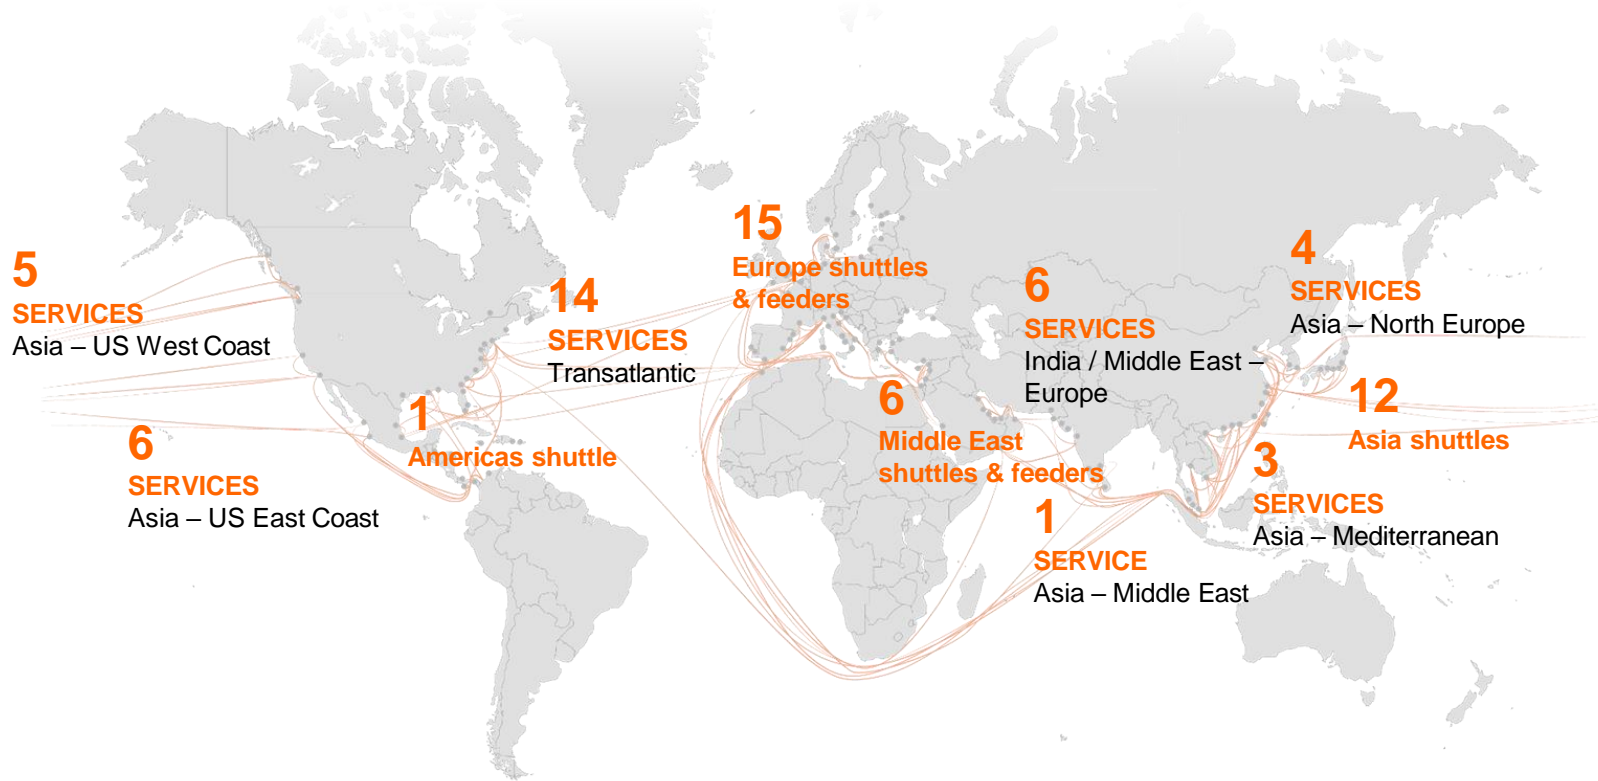 5
SERVICES
Asia – US West Coast
6
SERVICES
Asia – US East Coast
1
Americas shuttle
14
SERVICES
Transatlantic
15
Europe shuttles
& feeders
6
Middle East
shuttles & feeders
6
SERVICES
India / Middle East –
Europe
1
SERVICE
Asia – Middle East
4
SERVICES
Asia – North Europe
12
Asia shuttles
3
SERVICES
Asia – Mediterranean